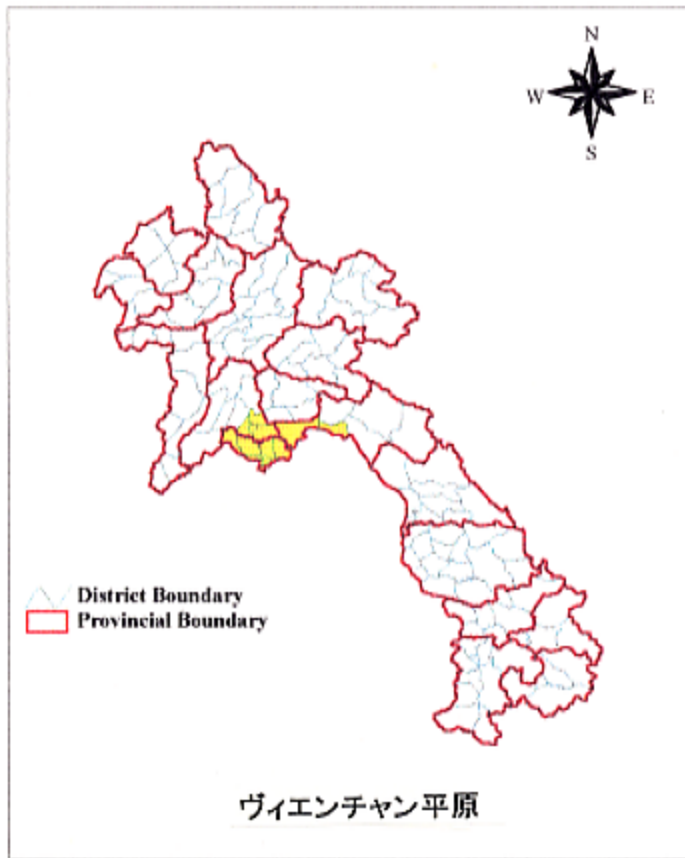 N
W E
S
District Boundary
Provincial Boundary
ヴィエンチャン平原